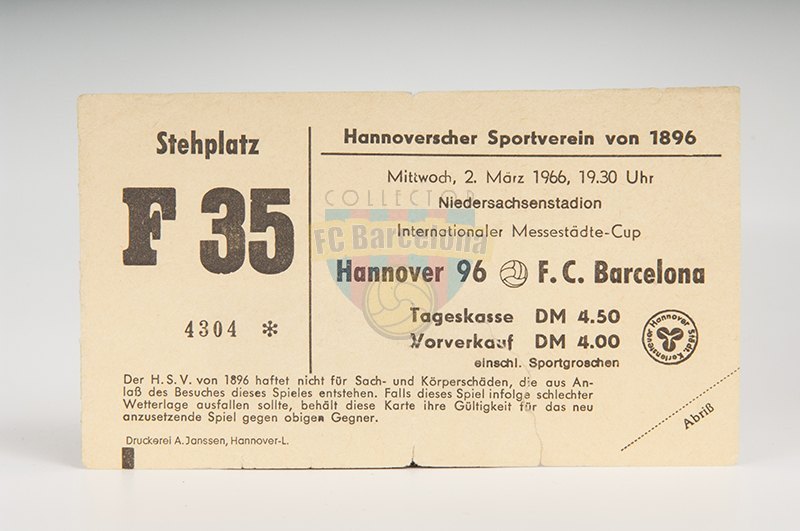 Stehplatz
F 35
4304 *
Hannoverscher Sportverein von 1896
Mittwoch, 2. März 1966, 19.30 Uhr
Niedersachsenstadion
Internationaler Messestädte-Cup
Hannover 96 F. C. Barcelona
Tageskasse DM 4.50
Vorverkauf DM 4.00
einschl. Sportgroschen
Hannover Städt. Kartensteuer
Der H. S. V. von 1896 haftet nicht für Sach- und Körperschäden, die aus An-
laß des Besuches dieses Spieles entstehen. Falls dieses Spiel infolge schlechter
Wetterlage ausfallen sollte, behält diese Karte ihre Gültigkeit für das neu
anzusetzende Spiel gegen obigen Gegner.
Abriß
Druckerei A. Janssen, Hannover-L.
COLLECTOR
FC Barcelona